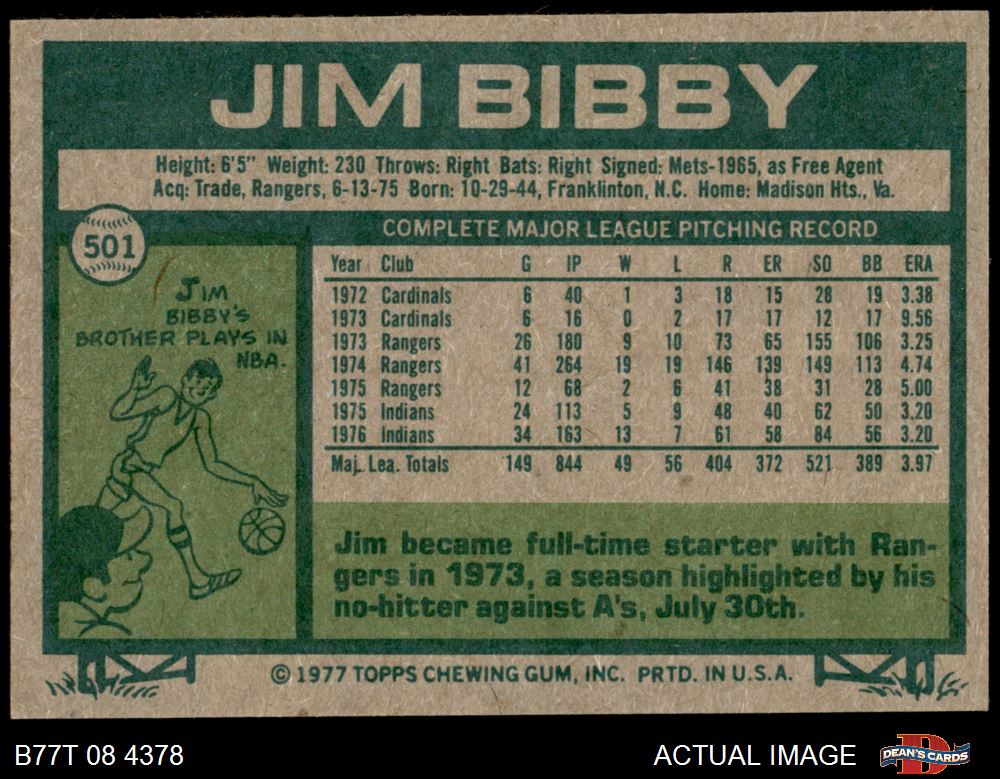 JIM BIBBY
Height: 6'5" Weight: 230 Throws: Right Bats: Right Signed: Mets-1965, as Free Agent
Acq: Trade, Rangers, 6-13-75 Born: 10-29-44, Franklinton, N.C. Home: Madison Hts., Va.
501
JIM
BIBBY'S
BROTHER PLAYS IN
NBA.
COMPLETE MAJOR LEAGUE PITCHING RECORD
Year Club G IP W L R ER SO BB ERA
1972 Cardinals 6 40 1 3 18 15 28 19 3.38
1973 Cardinals 6 16 0 2 17 17 12 17 9.56
1973 Rangers 26 180 9 10 73 65 155 106 3.25
1974 Rangers 41 264 19 19 146 139 149 113 4.74
1975 Rangers 12 68 2 6 41 38 31 28 5.00
1975 Indians 24 113 5 9 48 40 62 50 3.20
1976 Indians 34 163 13 7 61 58 84 56 3.20
Maj. Lea. Totals 149 844 49 56 404 372 521 389 3.97
Jim became full-time starter with Ran-
gers in 1973, a season highlighted by his
no-hitter against A's, July 30th.
© 1977 TOPPS CHEWING GUM, INC. PRTD. IN U.S.A.
B77T 08 4378
ACTUAL IMAGE
D
DEAN'S CARDS